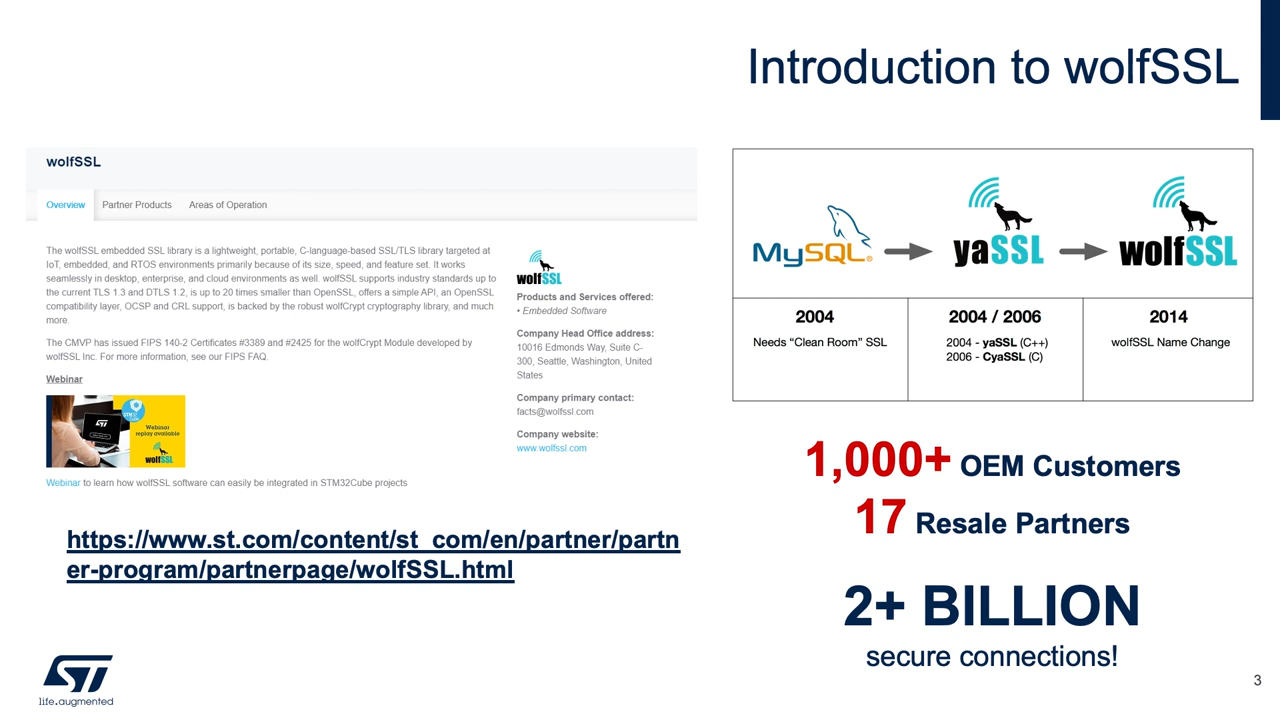 Introduction to wolfSSL
wolfSSL
Overview
Partner Products
Areas of Operation
The wolfSSL embedded SSL library is a lightweight, portable, C-language-based SSL/TLS library targeted at
IoT, embedded, and RTOS environments primarily because of its size, speed, and feature set. It works
seamlessly in desktop, enterprise, and cloud environments as well. wolfSSL supports industry standards up to
the current TLS 1.3 and DTLS 1.2, is up to 20 times smaller than OpenSSL, offers a simple API, an OpenSSL
compatibility layer, OCSP and CRL support, is backed by the robust wolfCrypt cryptography library, and much
more.
The CMVP has issued FIPS 140-2 Certificates #3389 and #2425 for the wolfCrypt Module developed by
wolfSSL Inc. For more information, see our FIPS FAQ.
Webinar
Webinar
replay available
wolfSSL
Webinar to learn how wolfSSL software can easily be integrated in STM32Cube projects
wolfSSL
Products and Services offered:
• Embedded Software
Company Head Office address:
10016 Edmonds Way, Suite C-
300, Seattle, Washington, United
States
Company primary contact:
facts@wolfssl.com
Company website:
www.wolfssl.com
https://www.st.com/content/st_com/en/partner/partn
er-program/partnerpage/wolfSSL.html
MySQL®
yaSSL
wolfSSL
2004
Needs “Clean Room” SSL
2004 / 2006
2004 - yaSSL (C++)
2006 - CyaSSL (C)
2014
wolfSSL Name Change
1,000+ OEM Customers
17 Resale Partners
2+ BILLION
secure connections!
ST
life.augmented
3